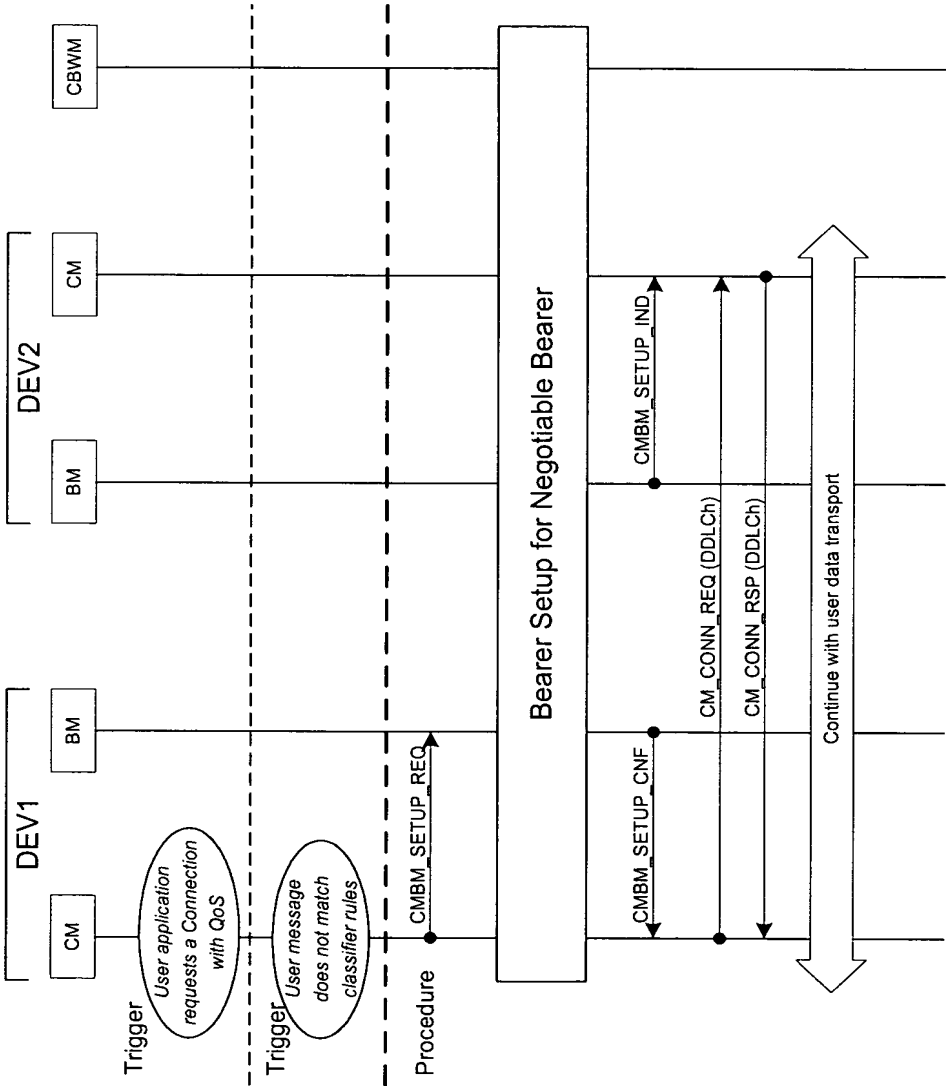 DEV1
DEV2
CM
BM
BM
CM
CBWM
Trigger
User application
requests a Connection
with QoS
Trigger
User message
does not match
classifier rules
Procedure
CMBM_SETUP_REQ
Bearer Setup for Negotiable Bearer
CMBM_SETUP_CNF
CMBM_SETUP_IND
CM_CONN_REQ (DDLCh)
CM_CONN_RSP (DDLCh)
Continue with user data transport